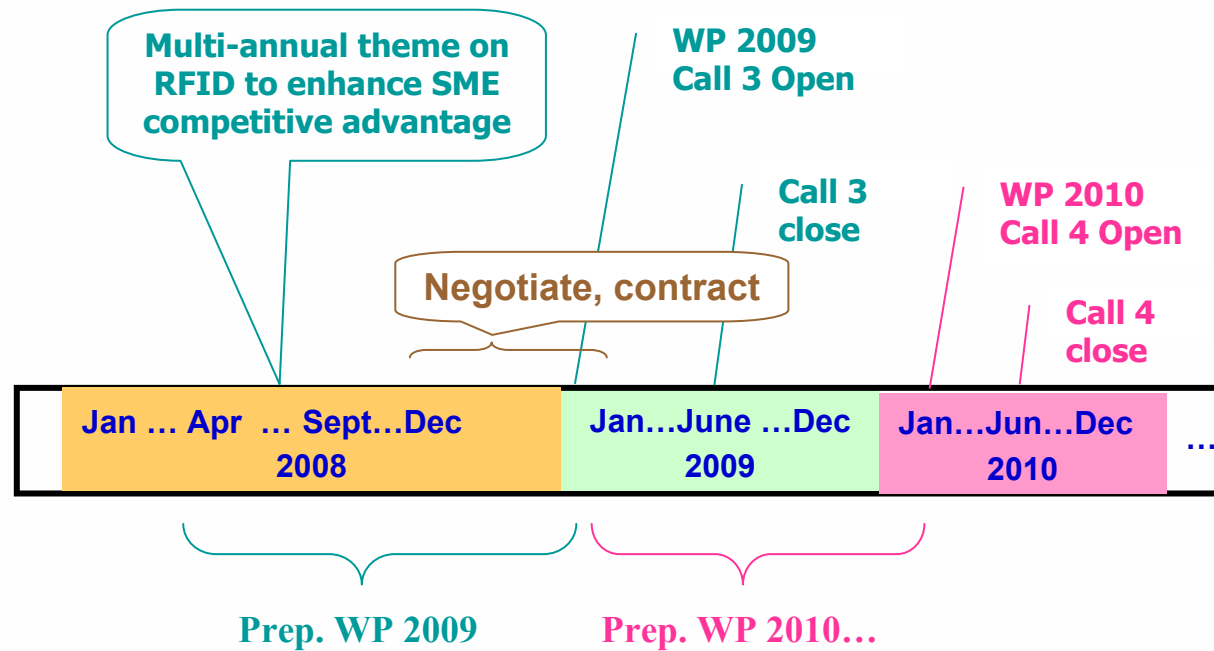 Multi-annual theme on
RFID to enhance SME
competitive advantage
WP 2009
Call 3 Open
Call 3
close
WP 2010
Call 4 Open
Negotiate, contract
Call 4
close
Jan … Apr … Sept…Dec
2008
Jan…June …Dec
2009
Jan…Jun…Dec
2010
…
Prep. WP 2009
Prep. WP 2010…